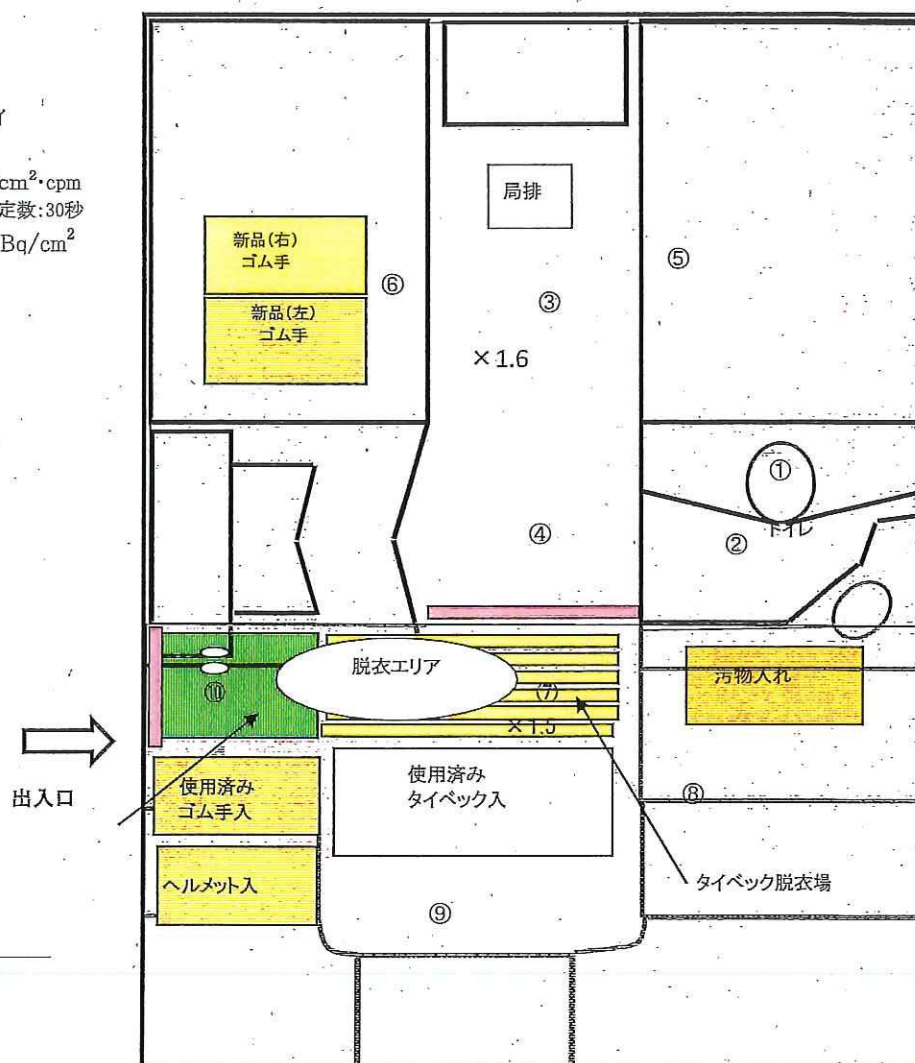 イ
cm²・cpm
定数:30秒
Bq/cm²
局排
新品(右)
ゴム手
⑥
⑤
新品(左)
ゴム手
③
×1.6
①
トイレ
④
②
脱衣エリア
汚物入れ
⑩
(7)
×1.5
出入口
使用済み
ゴム手入
使用済み
タイベック入
⑧
ヘルメット入
タイベック脱衣場
⑨